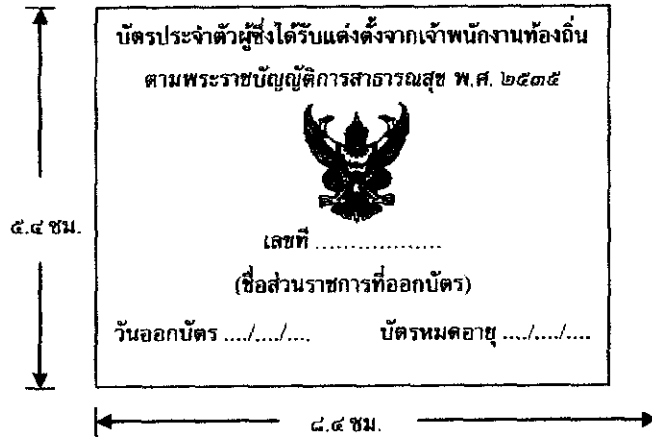 บัตรประจำตัวผู้ซึ่งได้รับแต่งตั้งจากเจ้าพนักงานท้องถิ่น
ตามพระราชบัญญัติการสาธารณสุข พ.ศ. ๒๕๓๕
๕.๔ ซม.
เลขที่ ...................
(ชื่อส่วนราชการที่ออกบัตร)
วันออกบัตร ..../..../.... บัตรหมดอายุ ..../..../....
๘.๔ ซม.